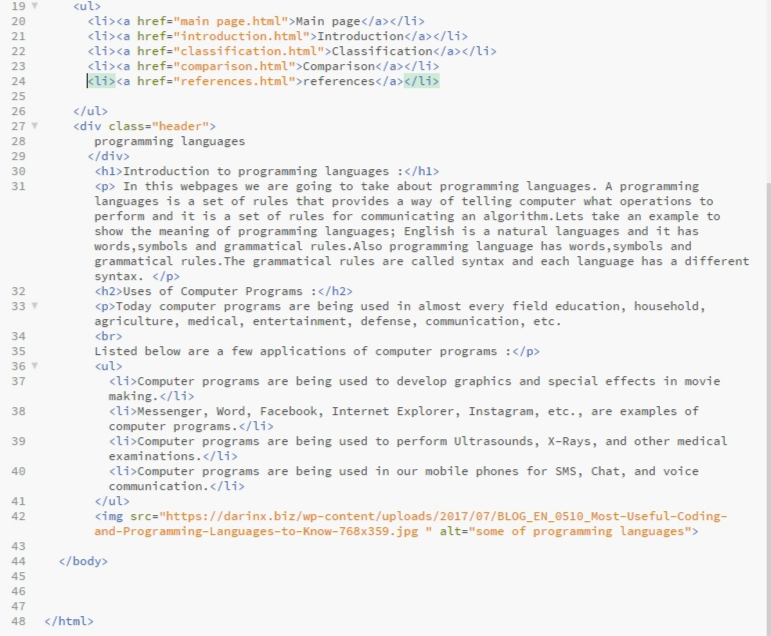 19 <ul>
20 <li><a href="main page.html">Main page</a></li>
21 <li><a href="introduction.html">Introduction</a></li>
22 <li><a href="classification.html">Classification</a></li>
23 <li><a href="comparison.html">Comparison</a></li>
24 <li><a href="references.html">references</a></li>
25
26 </ul>
27 <div class="header">
28 programming languages
29 </div>
30 <h1>Introduction to programming languages :</h1>
31 <p> In this webpages we are going to take about programming languages. A programming
languages is a set of rules that provides a way of telling computer what operations to
perform and it is a set of rules for communicating an algorithm.Lets take an example to
show the meaning of programming languages; English is a natural languages and it has
words,symbols and grammatical rules.Also programming language has words,symbols and
grammatical rules.The grammatical rules are called syntax and each language has a different
syntax. </p>
32 <h2>Uses of Computer Programs :</h2>
33 <p>Today computer programs are being used in almost every field education, household,
agriculture, medical, entertainment, defense, communication, etc.
34 <br>
35 Listed below are a few applications of computer programs :</p>
36 <ul>
37 <li>Computer programs are being used to develop graphics and special effects in movie
making.</li>
38 <li>Messenger, Word, Facebook, Internet Explorer, Instagram, etc., are examples of
computer programs.</li>
39 <li>Computer programs are being used to perform Ultrasounds, X-Rays, and other medical
examinations.</li>
40 <li>Computer programs are being used in our mobile phones for SMS, Chat, and voice
communication.</li>
41 </ul>
42 <img src="https://darinx.biz/wp-content/uploads/2017/07/BLOG_EN_0510_Most-Useful-Coding-
and-Programming-Languages-to-Know-768x359.jpg " alt="some of programming languages">
43
44 </body>
45
46
47
48 </html>